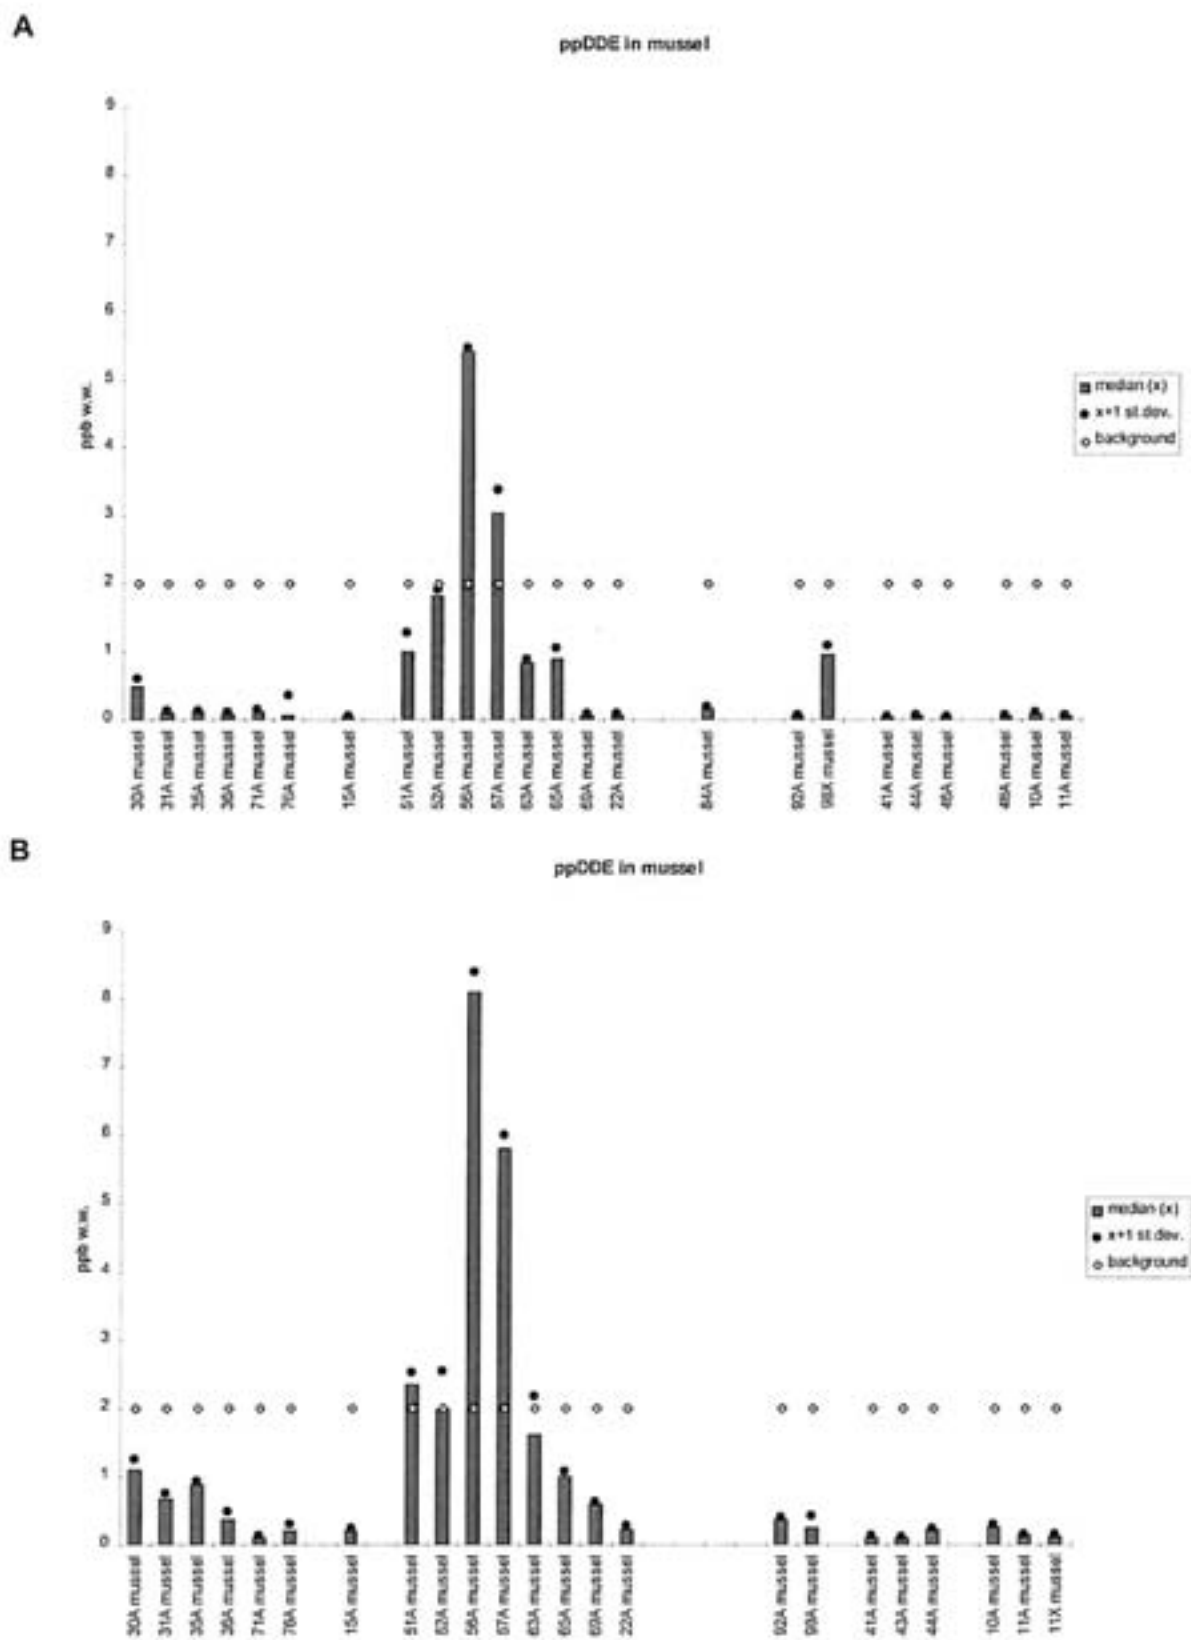 A
ppDDE in mussel
9
8
7
6
5
4
3
2
1
0
ppb w.w.
median (x)
x+1 st.dev.
background
30A mussel
31A mussel
35A mussel
36A mussel
71A mussel
76A mussel
15A mussel
51A mussel
52A mussel
56A mussel
57A mussel
63A mussel
65A mussel
69A mussel
22A mussel
84A mussel
92A mussel
98X mussel
41A mussel
44A mussel
46A mussel
48A mussel
10A mussel
11A mussel
B
ppDDE in mussel
9
8
7
6
5
4
3
2
1
0
ppb w.w.
median (x)
x+1 st.dev.
background
30A mussel
31A mussel
35A mussel
36A mussel
71A mussel
76A mussel
15A mussel
51A mussel
52A mussel
56A mussel
57A mussel
63A mussel
65A mussel
69A mussel
22A mussel
92A mussel
mussel
41A mussel
43A mussel
44A mussel
10A mussel
11A mussel
11X mussel